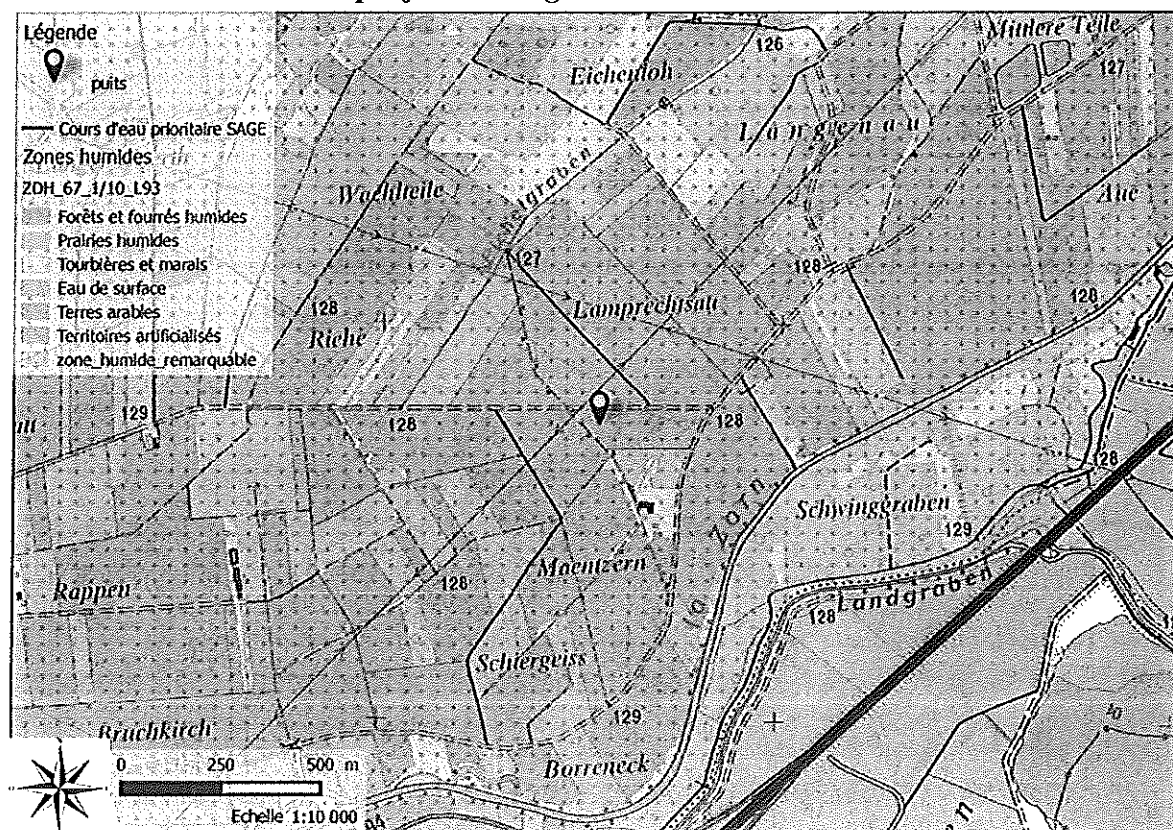 Légende
puits
Cours d'eau prioritaire SAGE
Zones humides
ZDH_67_1/10_L93
Forêts et fourrés humides
Prairies humides
Tourbières et marais
Eau de surface
Terres arables
Territoires artificialisés
zone_humide_remarquable
Eichenloh
126
Mittlere Teile
127
Langenau
Aue
Wachtteile
127
128
128
128
Lamprechtsau
Riche
129
128
128
128
la Zorn
Schwinggraben
129
Maentzern
128
Landgraben
128
Rappen
Schiergeiss
129
Bruchkirch
Borreneck
0 250 500 m
Echelle 1:10 000